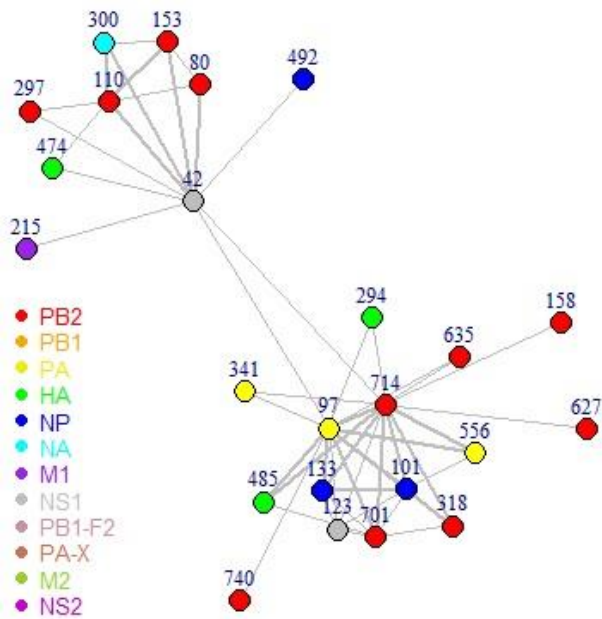 300 153
80 492
297 110
474
42
215
294 158
635
341 714
97 627
556
485 133 101
123 701 318
740
PB2
PB1
PA
HA
NP
NA
M1
NS1
PB1-F2
PA-X
M2
NS2